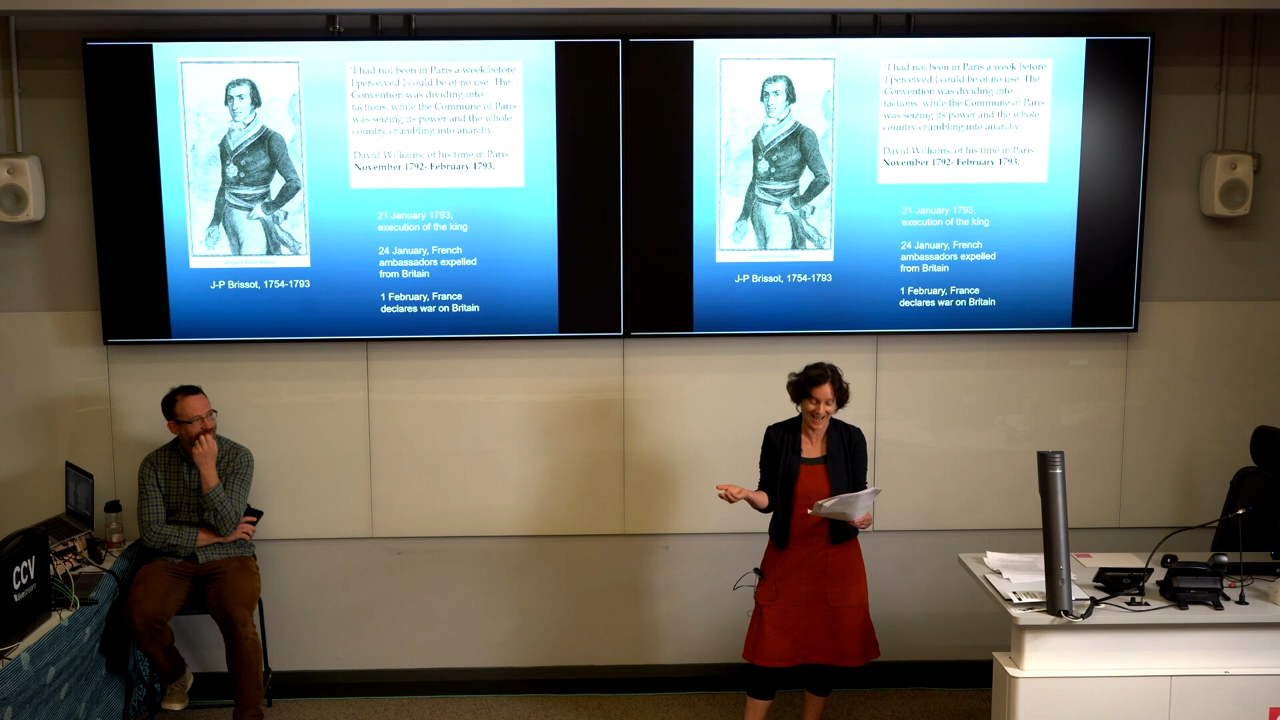 'I had not been in Paris a week before
I perceived I could be of no use. The
Convention was dividing into
factions, while the Commune of Paris
was seizing its power and the whole
country crumbling into anarchy.
David Williams, of his time in Paris
November 1792- February 1793.
21 January 1793,
execution of the king
24 January, French
ambassadors expelled
from Britain
J-P Brissot, 1754-1793
1 February, France
declares war on Britain
'I had not been in Paris a week before
I perceived I could be of no use. The
Convention was dividing into
factions, while the Commune of Paris
was seizing its power and the whole
country crumbling into anarchy.
David Williams, of his time in Paris
November 1792- February 1793.
21 January 1793,
execution of the king
24 January, French
ambassadors expelled
from Britain
J-P Brissot, 1754-1793
1 February, France
declares war on Britain
CCV
livestream